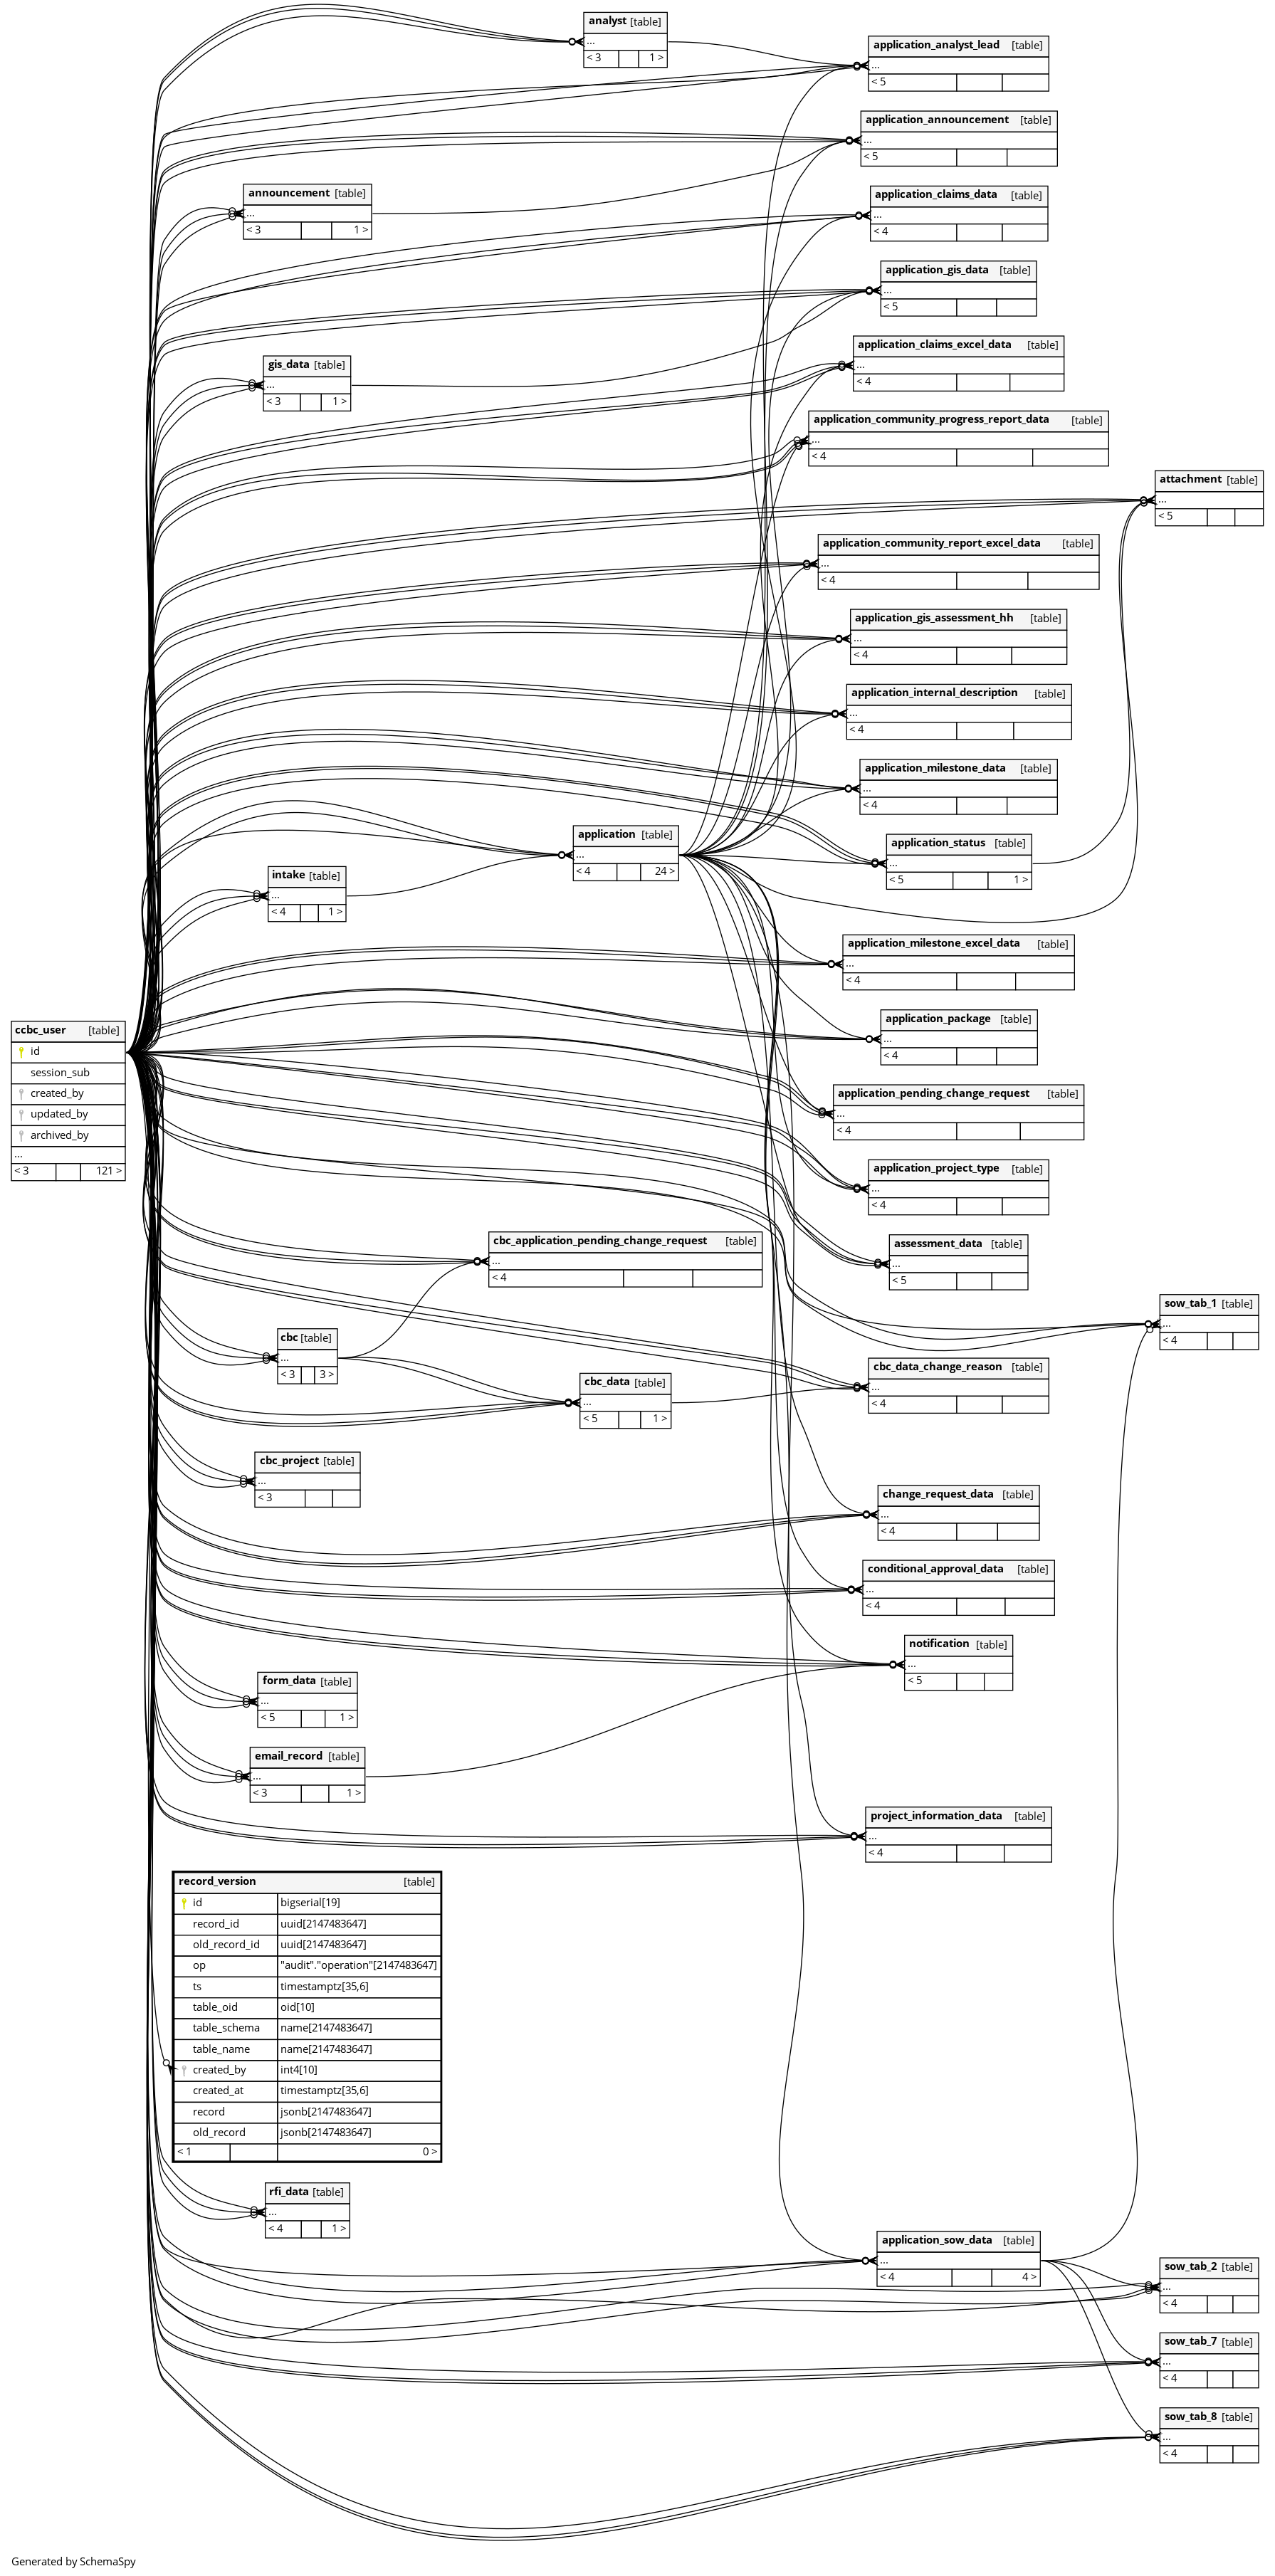 analyst [table]
...
< 3 1 >
application_analyst_lead [table]
...
< 5
application_announcement [table]
...
< 5
announcement [table]
...
< 3 1 >
application_claims_data [table]
...
< 4
application_gis_data [table]
...
< 5
gis_data [table]
...
< 3 1 >
application_claims_excel_data [table]
...
< 4
application_community_progress_report_data [table]
...
< 4
attachment [table]
...
< 5
application_community_report_excel_data [table]
...
< 4
application_gis_assessment_hh [table]
...
< 4
application_internal_description [table]
...
< 4
application_milestone_data [table]
...
< 4
application [table]
...
< 4 24 >
application_status [table]
...
< 5 1 >
intake [table]
...
< 4 1 >
application_milestone_excel_data [table]
...
< 4
application_package [table]
...
< 4
ccbc_user [table]
id
session_sub
created_by
updated_by
archived_by
...
< 3 121 >
application_pending_change_request [table]
...
< 4
application_project_type [table]
...
< 4
cbc_application_pending_change_request [table]
...
< 4
assessment_data [table]
...
< 5
sow_tab_1 [table]
...
< 4
cbc [table]
...
< 3 3 >
cbc_data_change_reason [table]
...
< 4
cbc_data [table]
...
< 5 1 >
cbc_project [table]
...
< 3
change_request_data [table]
...
< 4
conditional_approval_data [table]
...
< 4
notification [table]
...
< 5
form_data [table]
...
< 5 1 >
email_record [table]
...
< 3 1 >
project_information_data [table]
...
< 4
record_version [table]
id bigserial[19]
record_id uuid[2147483647]
old_record_id uuid[2147483647]
op "audit"."operation"[2147483647]
ts timestamptz[35,6]
table_oid oid[10]
table_schema name[2147483647]
table_name name[2147483647]
created_by int4[10]
created_at timestamptz[35,6]
record jsonb[2147483647]
old_record jsonb[2147483647]
< 1 0 >
rfi_data [table]
...
< 4 1 >
application_sow_data [table]
...
< 4 4 >
sow_tab_2 [table]
...
< 4
sow_tab_7 [table]
...
< 4
sow_tab_8 [table]
...
< 4
Generated by SchemaSpy